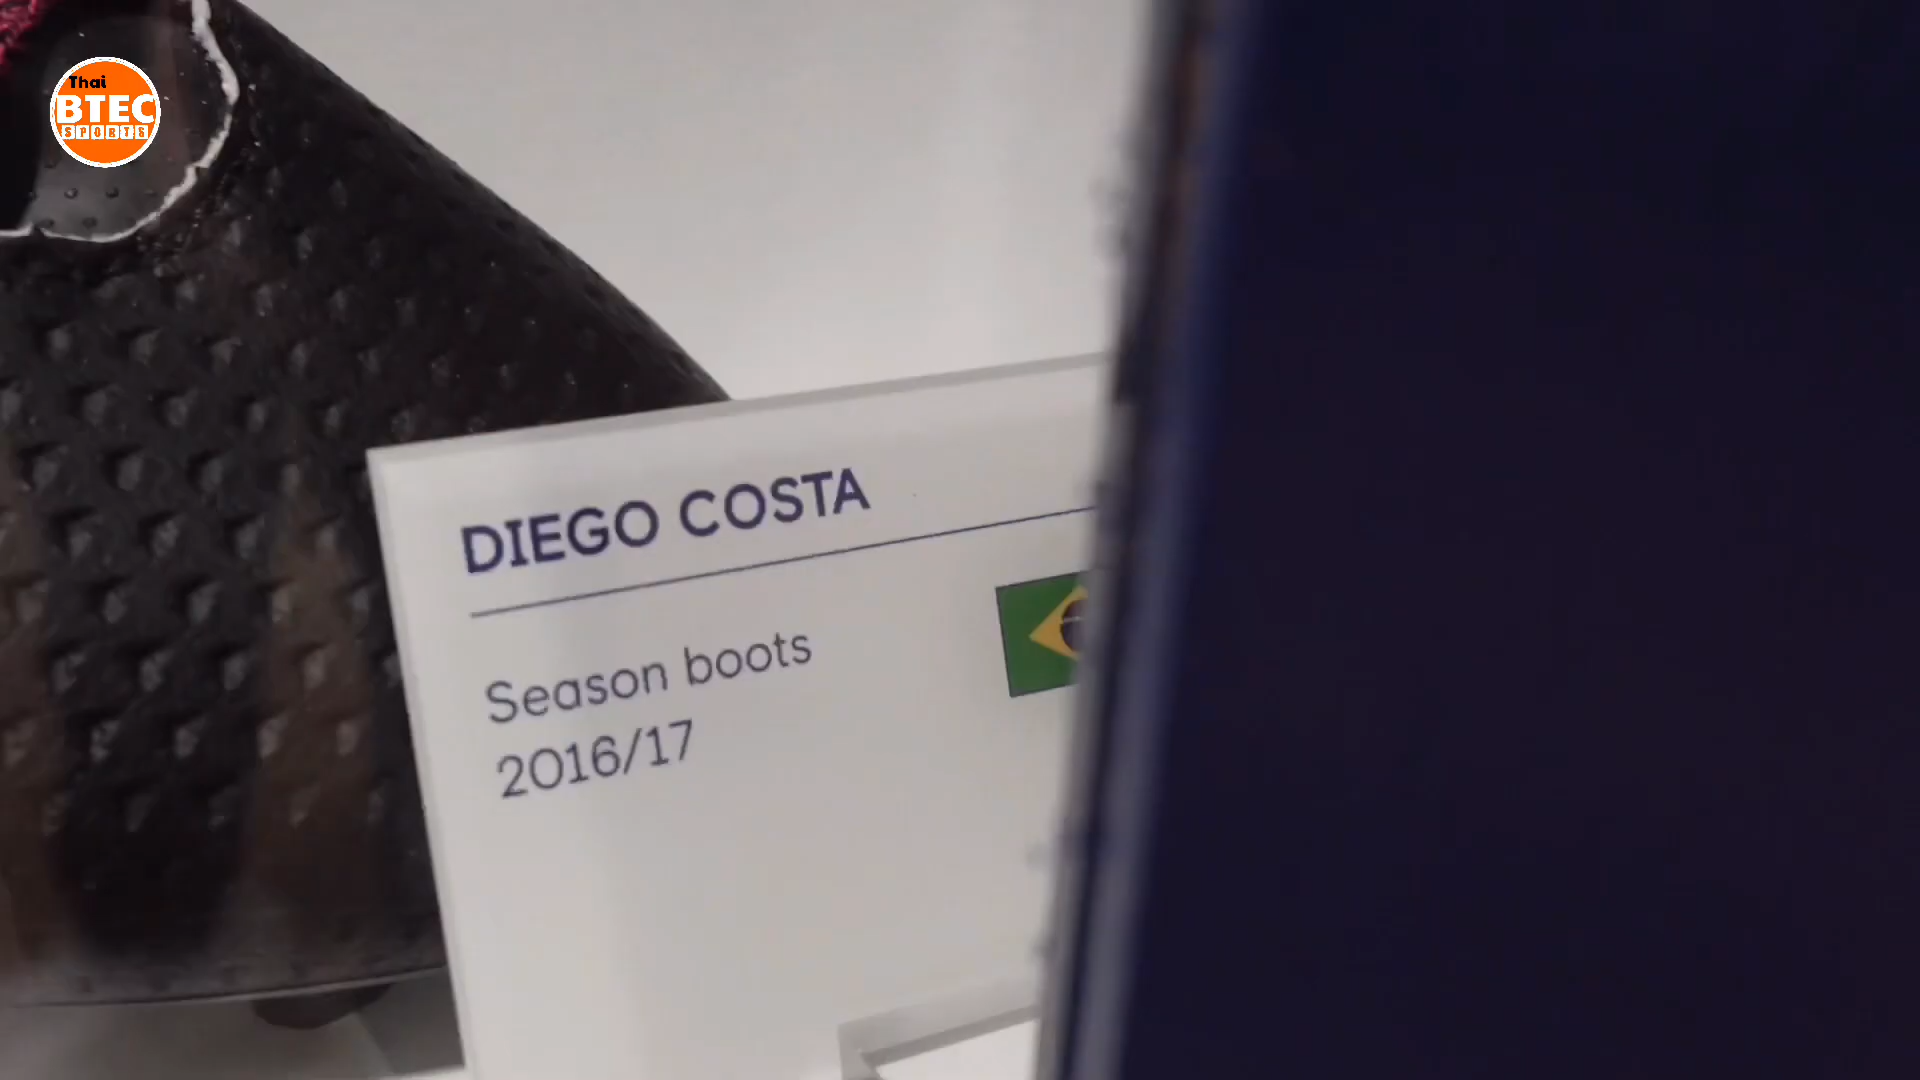 Thai
BTEC
SPORTS
DIEGO COSTA
Season boots
2016/17